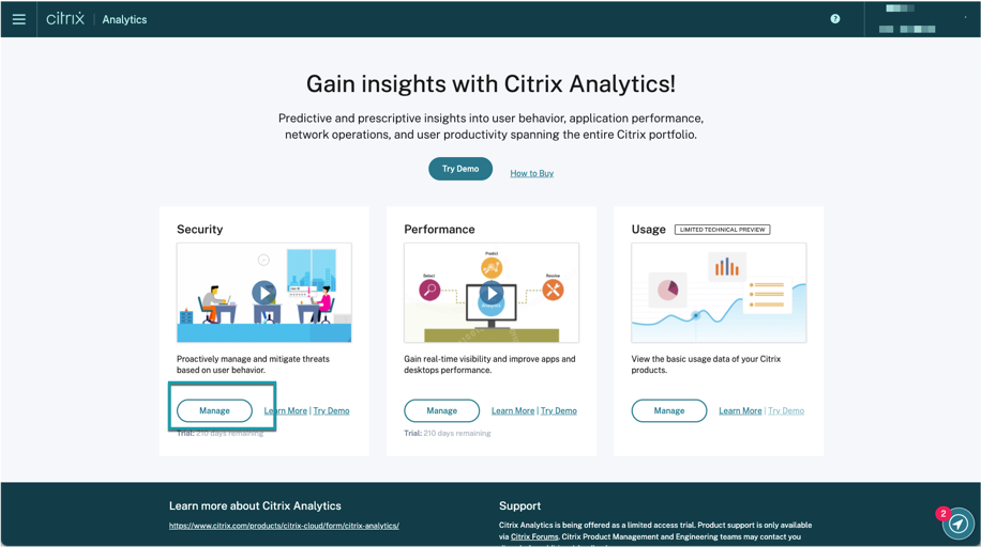 citrix Analytics
?
Gain insights with Citrix Analytics!
Predictive and prescriptive insights into user behavior, application performance,
network operations, and user productivity spanning the entire Citrix portfolio.
Try Demo How to Buy
Security
Proactively manage and mitigate threats
based on user behavior.
Manage Learn More | Try Demo
Trial: 210 days remaining
Performance
Predict
Detect Resolve
Gain real-time visibility and improve apps and
desktops performance.
Manage Learn More | Try Demo
Trial: 210 days remaining
Usage LIMITED TECHNICAL PREVIEW
View the basic usage data of your Citrix
products.
Manage Learn More | Try Demo
Learn more about Citrix Analytics
https://www.citrix.com/products/citrix-cloud/form/citrix-analytics/
Support
Citrix Analytics is being offered as a limited access trial. Product support is only available
via Citrix Forums. Citrix Product Management and Engineering teams may contact you
2